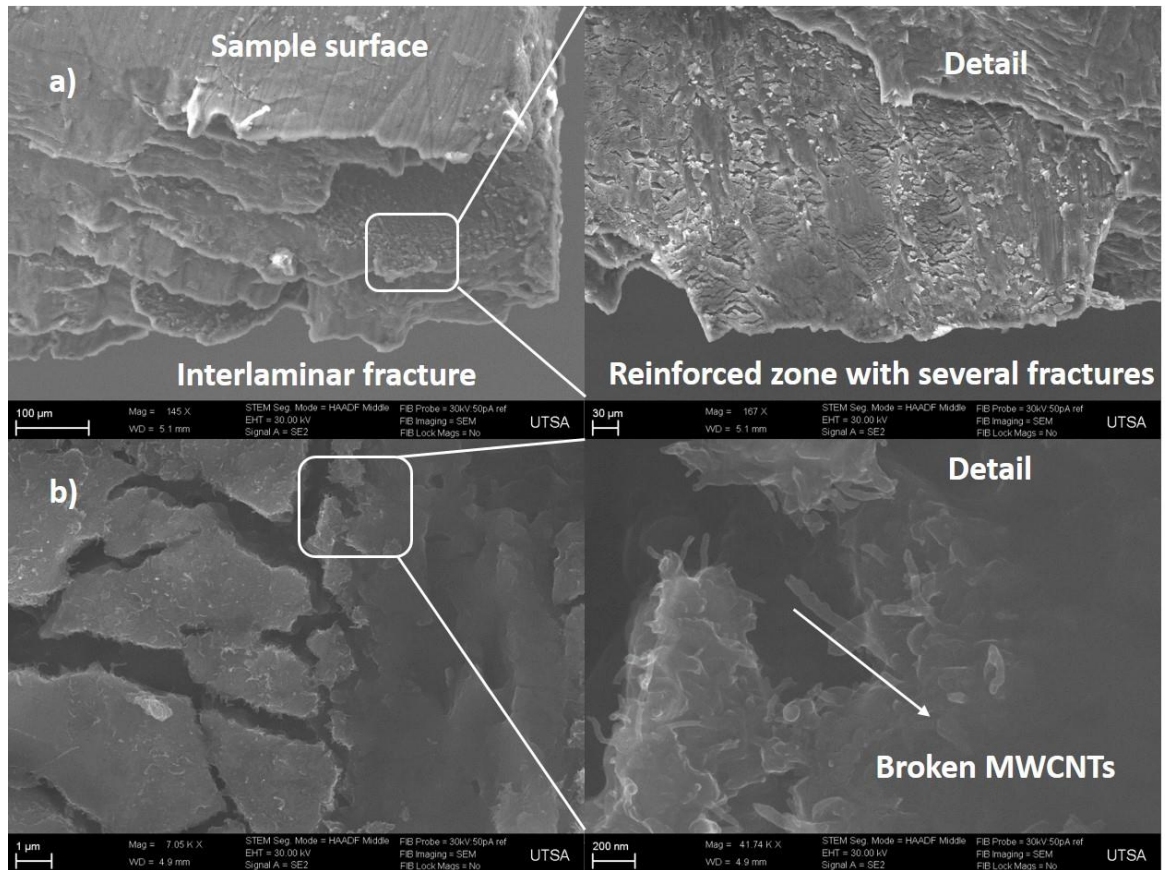 a)
Sample surface
Interlaminar fracture
100 µm
Mag = 145 X
WD = 5.1 mm
STEM Seg. Mode = HAADF Middle
EHT = 30.00 kV
Signal A = SE2
FIB Probe = 30kV:50pA ref
FIB Imaging = SEM
FIB Lock Mags = No
UTSA
Detail
Reinforced zone with several fractures
30 µm
Mag = 167 X
WD = 5.1 mm
STEM Seg. Mode = HAADF Middle
EHT = 30.00 kV
Signal A = SE2
FIB Probe = 30kV:50pA ref
FIB Imaging = SEM
FIB Lock Mags = No
UTSA
b)
1 µm
Mag = 7.05 K X
WD = 4.9 mm
STEM Seg. Mode = HAADF Middle
EHT = 30.00 kV
Signal A = SE2
FIB Probe = 30kV:50pA ref
FIB Imaging = SEM
FIB Lock Mags = No
UTSA
Detail
Broken MWCNTs
200 nm
Mag = 41.74 K X
WD = 4.9 mm
STEM Seg. Mode = HAADF Middle
EHT = 30.00 kV
Signal A = SE2
FIB Probe = 30kV:50pA ref
FIB Imaging = SEM
FIB Lock Mags = No
UTSA